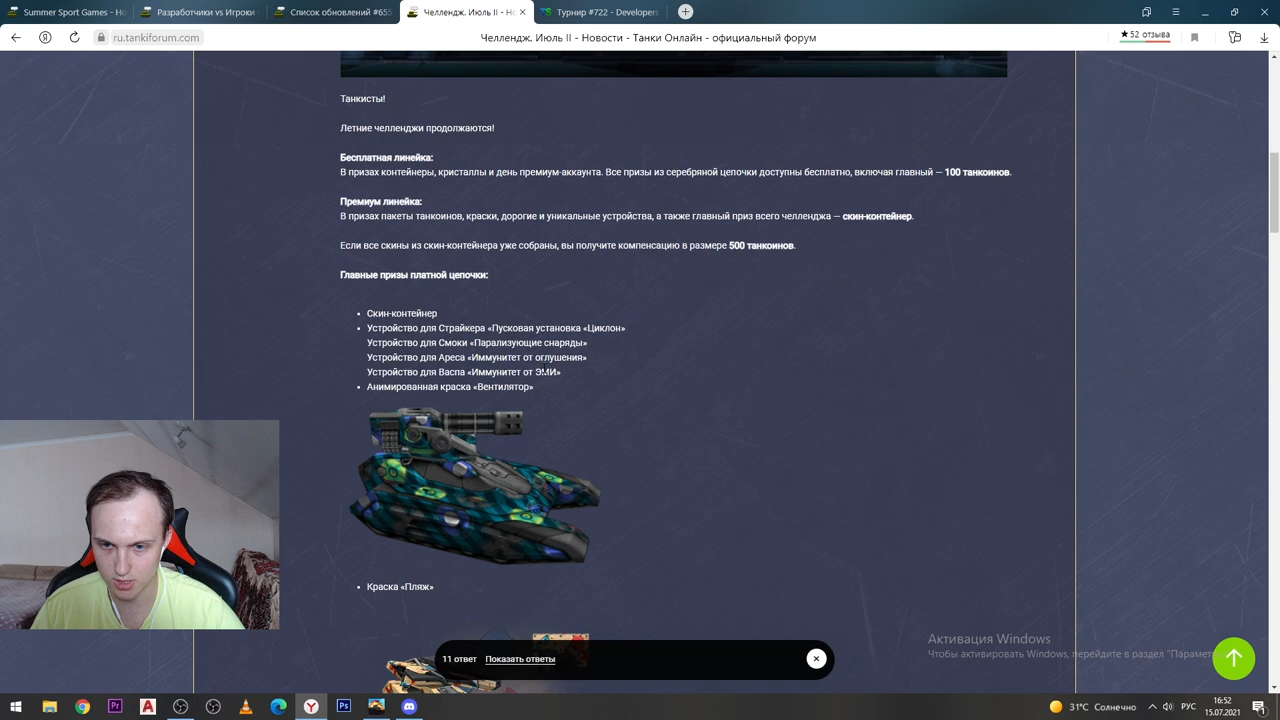 Summer Sport Games - Но
Разработчики vs Игроки
Список обновлений #655
Челлендж. Июль II - Но
Турнир #722 - Developers
ru.tankiforum.com
Челлендж. Июль II - Новости - Танки Онлайн - официальный форум
★52 отзыва
Танкисты!
Летние челленджи продолжаются!
Бесплатная линейка:
В призах контейнеры, кристаллы и день премиум-аккаунта. Все призы из серебряной цепочки доступны бесплатно, включая главный — 100 танкоинов.
Премиум линейка:
В призах пакеты танкоинов, краски, дорогие и уникальные устройства, а также главный приз всего челленджа — скин-контейнер.
Если все скины из скин-контейнера уже собраны, вы получите компенсацию в размере 500 танкоинов.
Главные призы платной цепочки:
• Скин-контейнер
• Устройство для Страйкера «Пусковая установка «Циклон»
Устройство для Смоки «Парализующие снаряды»
Устройство для Ареса «Иммунитет от оглушения»
Устройство для Васпа «Иммунитет от ЭМИ»
• Анимированная краска «Вентилятор»
• Краска «Пляж»
11 ответ Показать ответы
Активация Windows
Чтобы активировать Windows, перейдите в раздел "Парамет
31°C Солнечно
РУС
16:52
15.07.2021